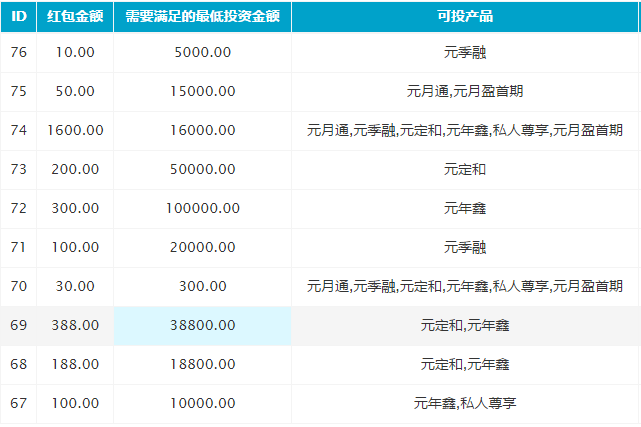 ID 红包金额 需要满足的最低投资金额 可投产品
76 10.00 5000.00 元季融
75 50.00 15000.00 元月通,元月盈首期
74 1600.00 16000.00 元月通,元季融,元定和,元年鑫,私人尊享,元月盈首期
73 200.00 50000.00 元定和
72 300.00 100000.00 元年鑫
71 100.00 20000.00 元季融
70 30.00 300.00 元月通,元季融,元定和,元年鑫,私人尊享,元月盈首期
69 388.00 38800.00 元定和,元年鑫
68 188.00 18800.00 元定和,元年鑫
67 100.00 10000.00 元年鑫,私人尊享